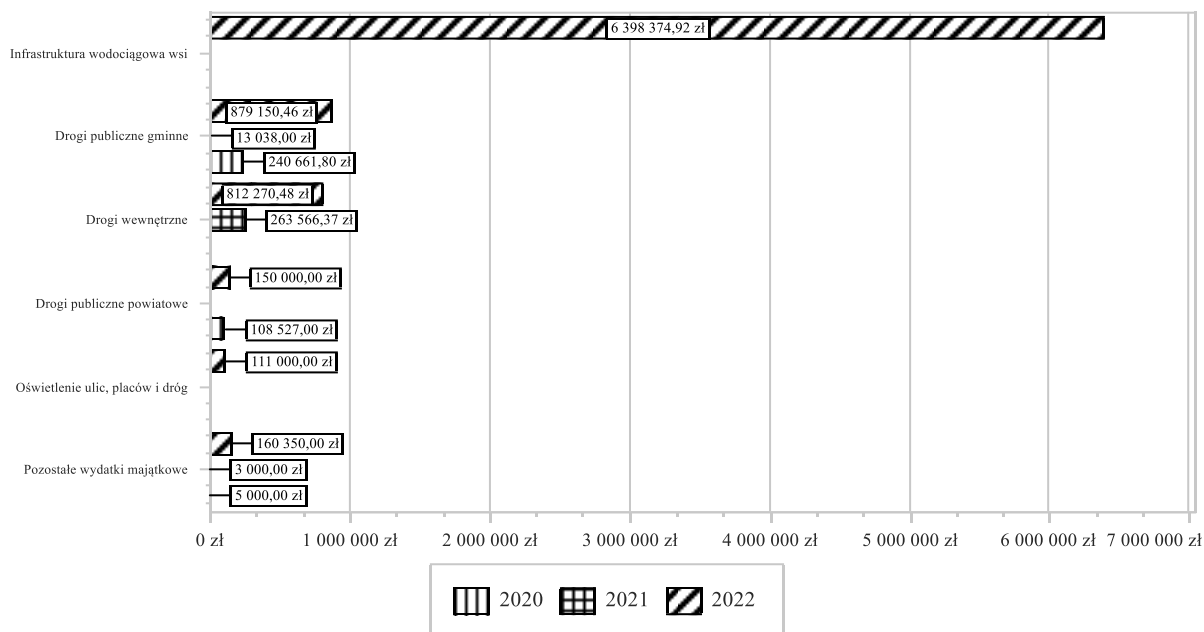 6 398 374,92 zł
Infrastruktura wodociągowa wsi
879 150,46 zł
Drogi publiczne gminne
13 038,00 zł
240 661,80 zł
812 270,48 zł
Drogi wewnętrzne
263 566,37 zł
150 000,00 zł
Drogi publiczne powiatowe
108 527,00 zł
111 000,00 zł
Oświetlenie ulic, placów i dróg
160 350,00 zł
Pozostałe wydatki majątkowe
3 000,00 zł
5 000,00 zł
0 zł 1 000 000 zł 2 000 000 zł 3 000 000 zł 4 000 000 zł 5 000 000 zł 6 000 000 zł 7 000 000 zł
2020 2021 2022